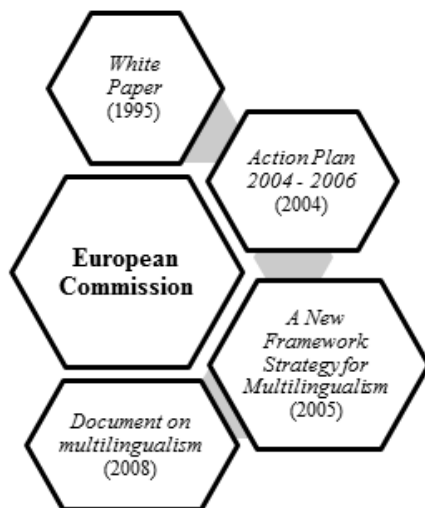 White
Paper
(1995)
Action Plan
2004 - 2006
(2004)
European
Commission
A New
Framework
Strategy for
Multilingualism
(2005)
Document on
multilingualism
(2008)